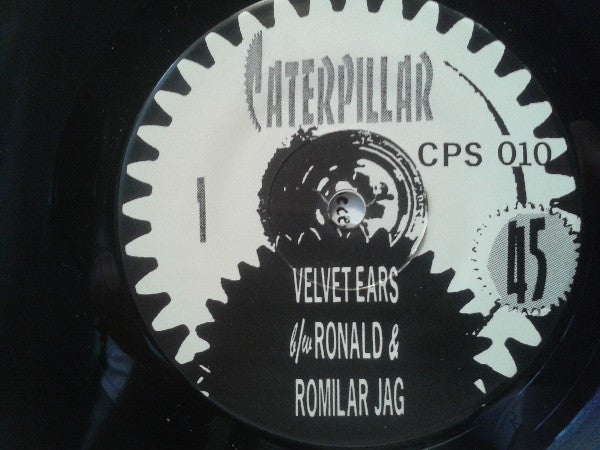 CATERPILLAR
CPS 010
1
45
VELVET EARS
b/w RONALD &
ROMILAR JAG